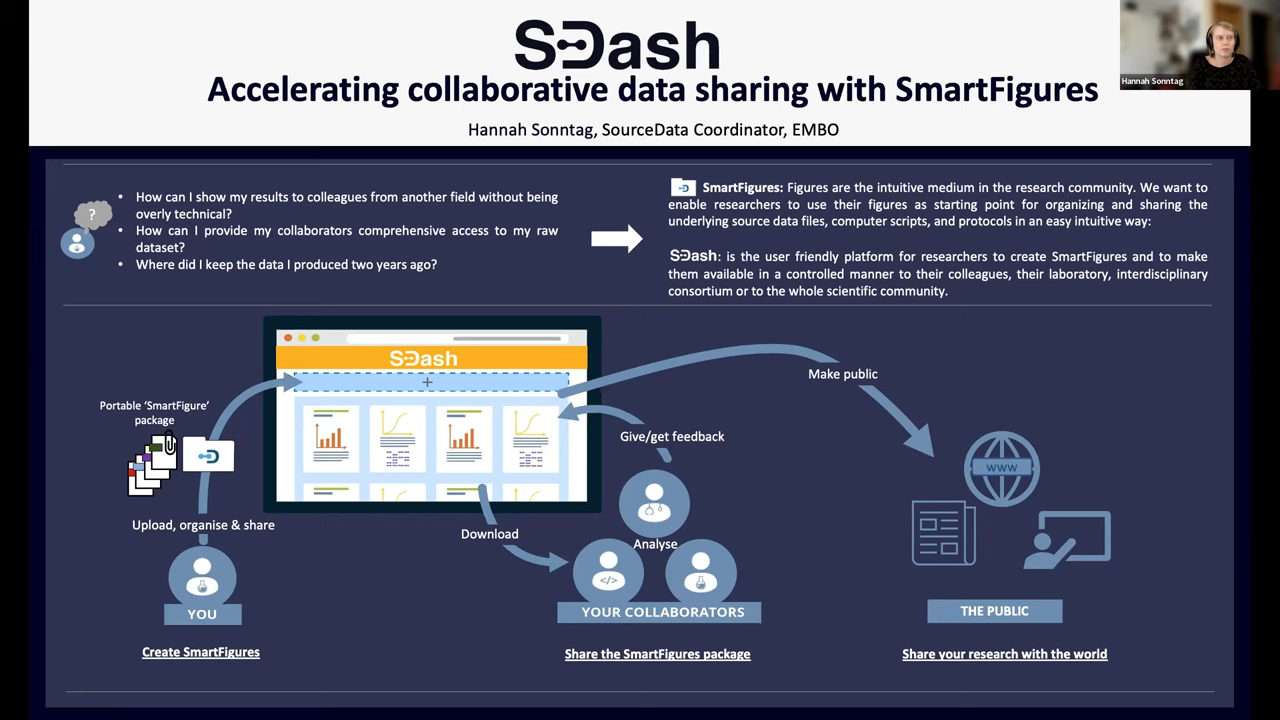 SDash
Accelerating collaborative data sharing with SmartFigures
Hannah Sonntag, SourceData Coordinator, EMBO
Hannah Sonntag
?
• How can I show my results to colleagues from another field without being
overly technical?
• How can I provide my collaborators comprehensive access to my raw
dataset?
• Where did I keep the data I produced two years ago?
SmartFigures: Figures are the intuitive medium in the research community. We want to
enable researchers to use their figures as starting point for organizing and sharing the
underlying source data files, computer scripts, and protocols in an easy intuitive way:
SDash: is the user friendly platform for researchers to create SmartFigures and to make
them available in a controlled manner to their colleagues, their laboratory, interdisciplinary
consortium or to the whole scientific community.
SDash
+
Make public
Portable ‘SmartFigure’
package
Give/get feedback
WWW
Upload, organise & share
Download
Analyse
</>
YOU
YOUR COLLABORATORS
THE PUBLIC
Create SmartFigures
Share the SmartFigures package
Share your research with the world